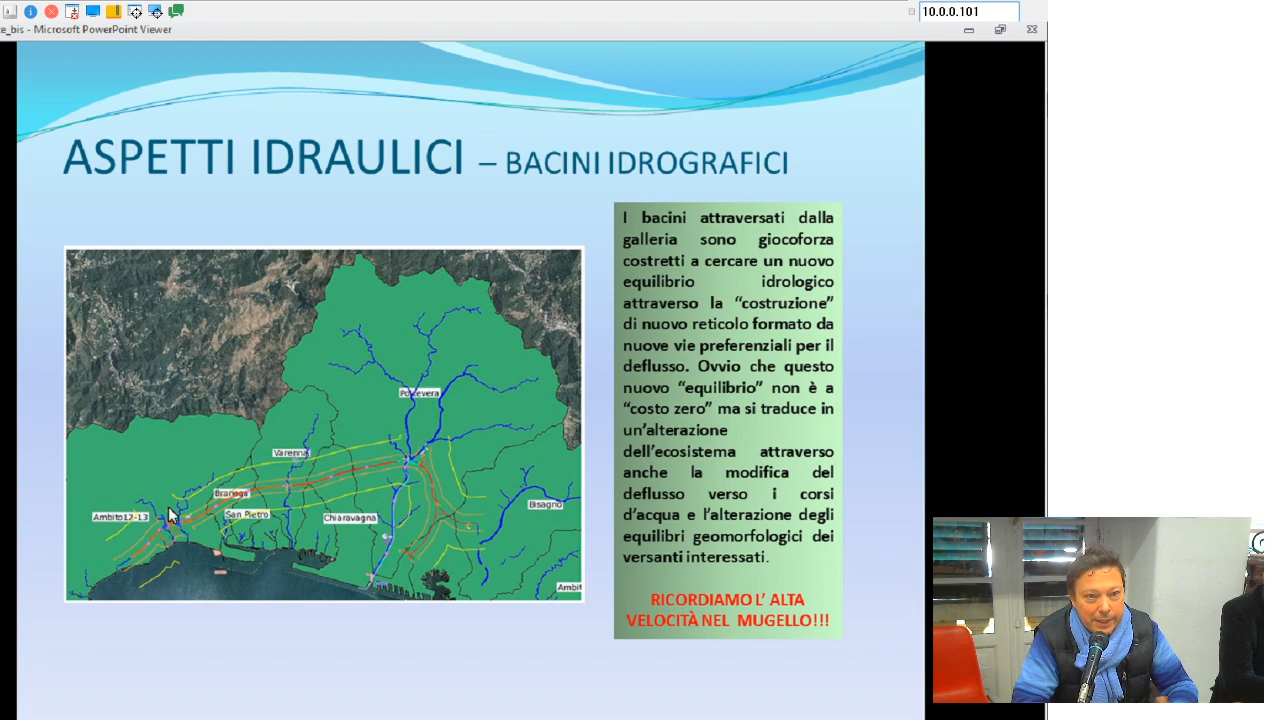 10.0.0.101
e_bis - Microsoft PowerPoint Viewer
ASPETTI IDRAULICI – BACINI IDROGRAFICI
I bacini attraversati dalla
galleria sono giocoforza
costretti a cercare un nuovo
equilibrio idrologico
attraverso la “costruzione”
di nuovo reticolo formato da
nuove vie preferenziali per il
deflusso. Ovvio che questo
nuovo “equilibrio” non è a
“costo zero” ma si traduce in
un’alterazione
dell’ecosistema attraverso
anche la modifica del
deflusso verso i corsi
d’acqua e l’alterazione degli
equilibri geomorfologici dei
versanti interessati.
RICORDIAMO L’ ALTA
VELOCITÀ NEL MUGELLO!!!
Polcevera
Varenna
Branega
Ambito12-13
San Pietro
Chiaravagna
Bisagno
Ambit